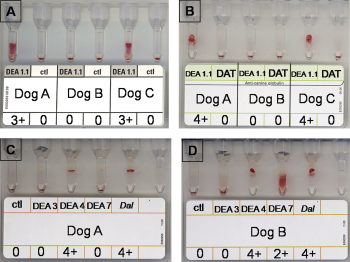 A
DEA 1.1 ctl DEA 1.1 ctl DEA 1.1 ctl
Dog A Dog B Dog C
3+ 0 0 0 3+ 0
B
DEA 1.1 DAT DEA 1.1 DAT DEA 1.1 DAT
Anti-canine globulin
Dog A Dog B Dog C
4+ 0 0 0 4+ 0
C
ctl DEA 3 DEA 4 DEA 7 Dal
Dog A
0 0 4+ 0 4+
D
ctl DEA 3 DEA 4 DEA 7 Dal
Dog B
0 0 4+ 2+ 4+